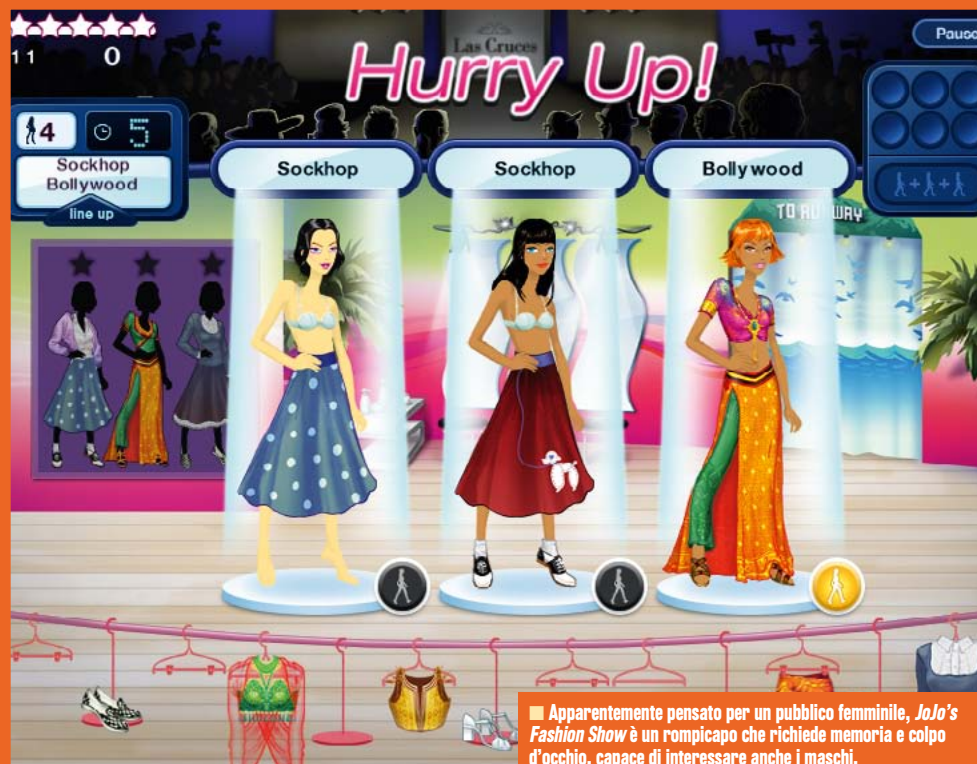 11 0
Las Cruces
Hurry Up!
Pause
4 5
Sockhop
Bollywood
line up
Sockhop
Sockhop
Bollywood
TO RUNWAY
Apparentemente pensato per un pubblico femminile, JoJo's
Fashion Show è un rompicapo che richiede memoria e colpo
d'occhio, capace di interessare anche i maschi.